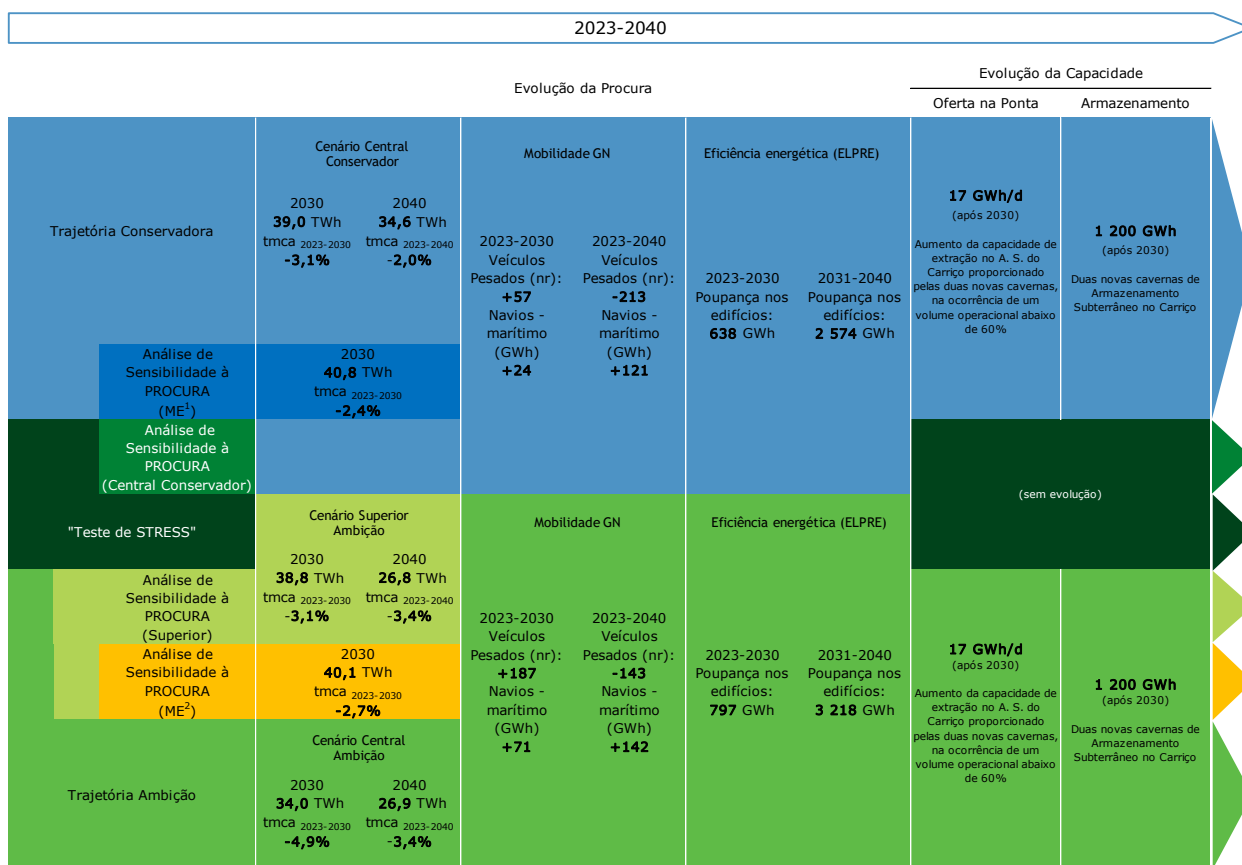 2023-2040
Evolução da Procura
Evolução da Capacidade
Oferta na Ponta
Armazenamento
Trajetória Conservadora
Cenário Central
Conservador
2030
39,0 TWh
tmca 2023-2030
-3,1%
2040
34,6 TWh
tmca 2023-2040
-2,0%
Mobilidade GN
2023-2030
Veículos
Pesados (nr):
+57
Navios -
marítimo
(GWh)
+24
2023-2040
Veículos
Pesados (nr):
-213
Navios -
marítimo
(GWh)
+121
Eficiência energética (ELPRE)
2023-2030
Poupança nos
edifícios:
638 GWh
2031-2040
Poupança nos
edifícios:
2 574 GWh
17 GWh/d
(após 2030)
Aumento da capacidade de
extração no A. S. do
Carriço proporcionado
pelas duas novas cavernas,
na ocorrência de um
volume operacional abaixo
de 60%
1 200 GWh
(após 2030)
Duas novas cavernas de
Armazenamento
Subterrâneo no Carriço
Análise de
Sensibilidade à
PROCURA
(ME1)
2030
40,8 TWh
tmca 2023-2030
-2,4%
Análise de
Sensibilidade à
PROCURA
(Central Conservador)
"Teste de STRESS"
(sem evolução)
Cenário Superior
Ambição
2030
38,8 TWh
tmca 2023-2030
-3,1%
2040
26,8 TWh
tmca 2023-2040
-3,4%
Mobilidade GN
2023-2030
Veículos
Pesados (nr):
+187
Navios -
marítimo
(GWh)
+71
2023-2040
Veículos
Pesados (nr):
-143
Navios -
marítimo
(GWh)
+142
Eficiência energética (ELPRE)
2023-2030
Poupança nos
edifícios:
797 GWh
2031-2040
Poupança nos
edifícios:
3 218 GWh
17 GWh/d
(após 2030)
Aumento da capacidade de
extração no A. S. do
Carriço proporcionado
pelas duas novas cavernas,
na ocorrência de um
volume operacional abaixo
de 60%
1 200 GWh
(após 2030)
Duas novas cavernas de
Armazenamento
Subterrâneo no Carriço
Análise de
Sensibilidade à
PROCURA
(Superior)
Análise de
Sensibilidade à
PROCURA
(ME2)
2030
40,1 TWh
tmca 2023-2030
-2,7%
Trajetória Ambição
Cenário Central
Ambição
2030
34,0 TWh
tmca 2023-2030
-4,9%
2040
26,9 TWh
tmca 2023-2040
-3,4%